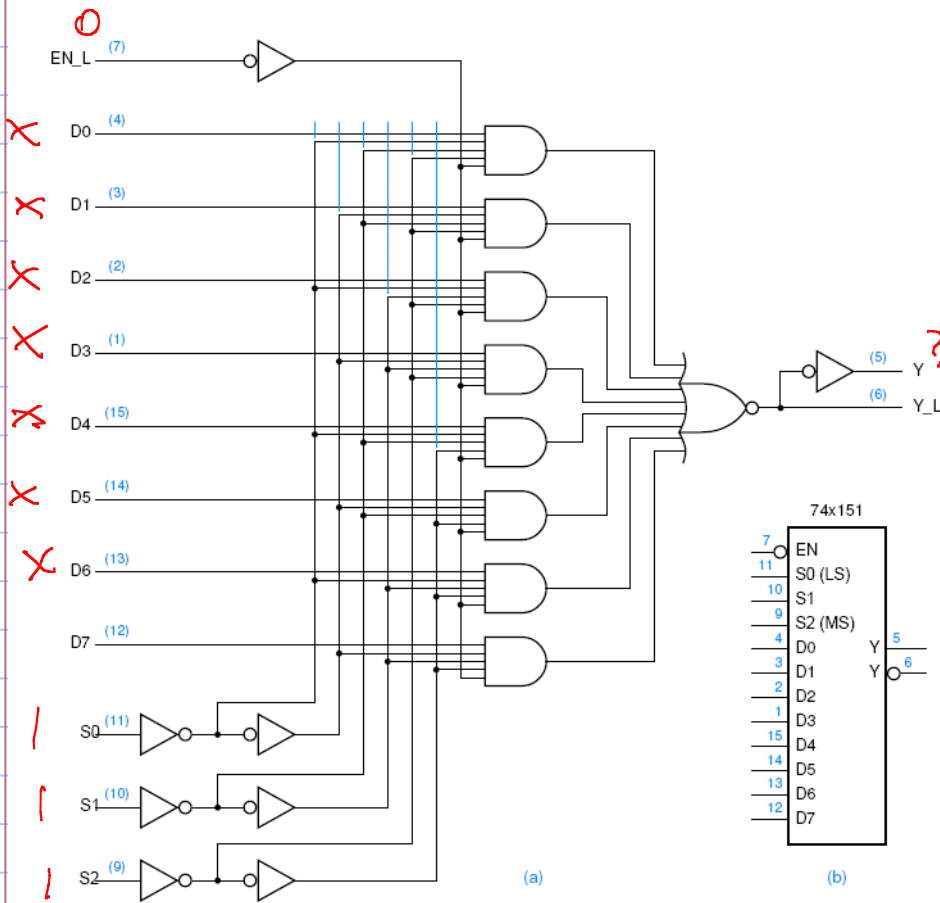 0
EN_L (7)
X D0 (4)
X D1 (3)
X D2 (2)
X D3 (1)
(5) Y ?
(6) Y_L
X D4 (15)
X D5 (14)
X D6 (13)
D7 (12)
1 S0 (11)
1 S1 (10)
1 S2 (9)
(a)
74x151
7 EN
11 S0 (LS)
10 S1
9 S2 (MS)
4 D0 Y 5
3 D1 Y 6
2 D2
1 D3
15 D4
14 D5
13 D6
12 D7
(b)